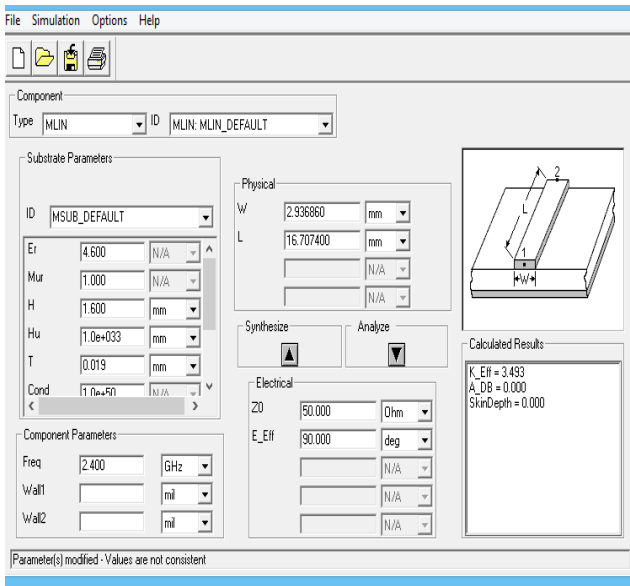 File Simulation Options Help
Component
Type MLIN ID MLIN: MLIN_DEFAULT
Substrate Parameters
ID MSUB_DEFAULT
Er 4.600 N/A
Mur 1.000 N/A
H 1.600 mm
Hu 1.0e+033 mm
T 0.019 mm
Cond 1.0e+50 N/A
Component Parameters
Freq 2.400 GHz
Wall1 mil
Wall2 mil
Physical
W 2.936860 mm
L 16.707400 mm
N/A
N/A
Synthesize Analyze
Electrical
Z0 50.000 Ohm
E_Eff 90.000 deg
N/A
N/A
N/A
2
L
1
W
Calculated Results
K_Eff = 3.493
A_DB = 0.000
SkinDepth = 0.000
Parameter(s) modified - Values are not consistent